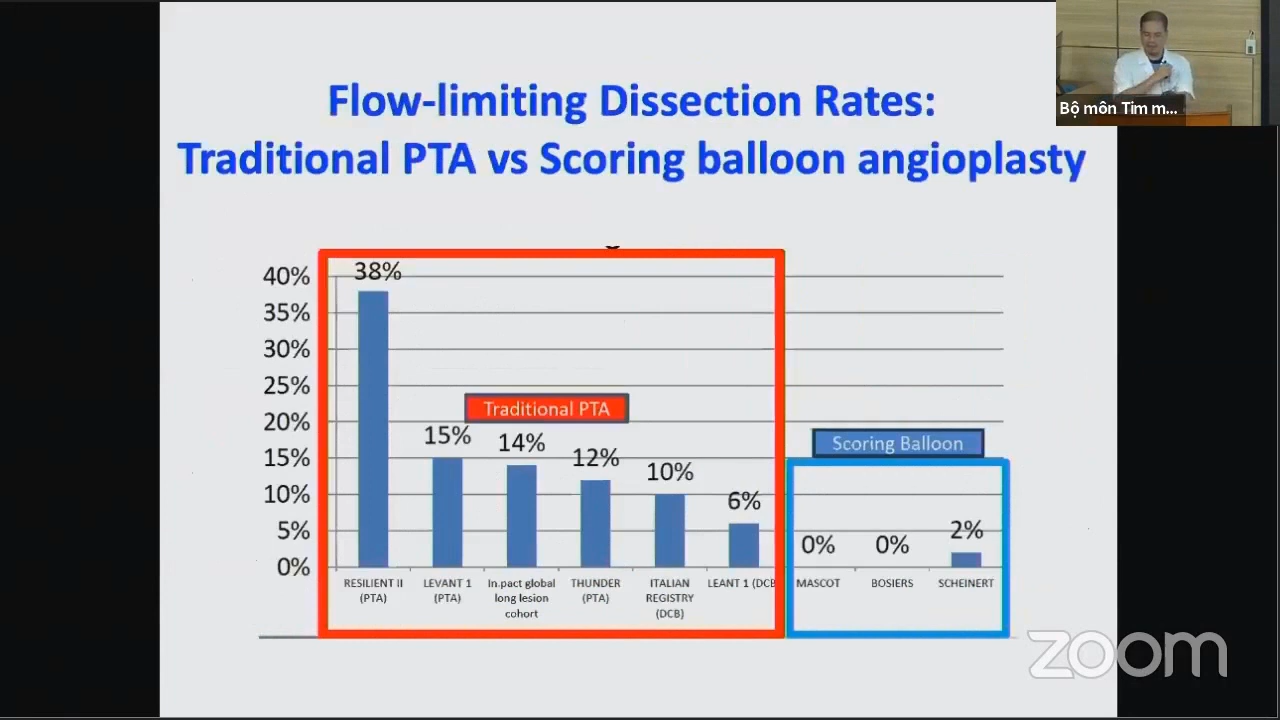 Flow-limiting Dissection Rates:
Traditional PTA vs Scoring balloon angioplasty
Bộ môn Tim m...
40%
35%
30%
25%
20%
15%
10%
5%
0%
38%
15%
14%
12%
10%
6%
0%
0%
2%
Traditional PTA
Scoring Balloon
RESILIENT II
(PTA)
LEVANT 1
(PTA)
In.pact global
long lesion
cohort
THUNDER
(PTA)
ITALIAN
REGISTRY
(DCB)
LEANT 1 (DCB
MASCOT
BOSIERS
SCHEINERT
zoom